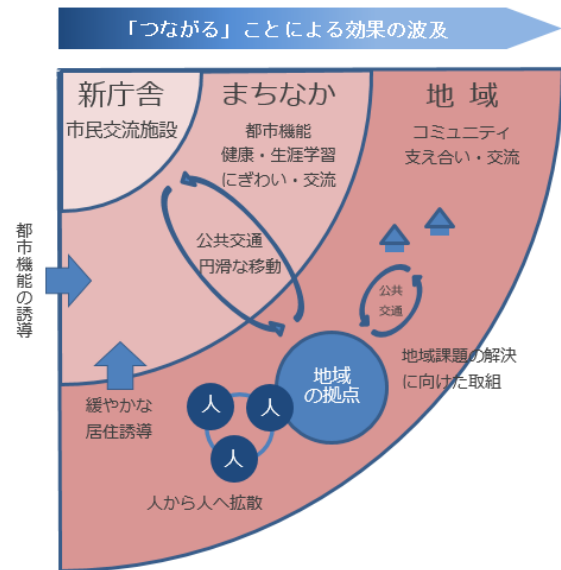 「つながる」ことによる効果の波及
新庁舎
市民交流施設
まちなか
都市機能
健康・生涯学習
にぎわい・交流
地 域
コミュニティ
支え合い・交流
都市機能の誘導
公共交通
円滑な移動
公共
交通
地域課題の解決
に向けた取組
地域
の拠点
緩やかな
居住誘導
人
人
人
人から人へ拡散